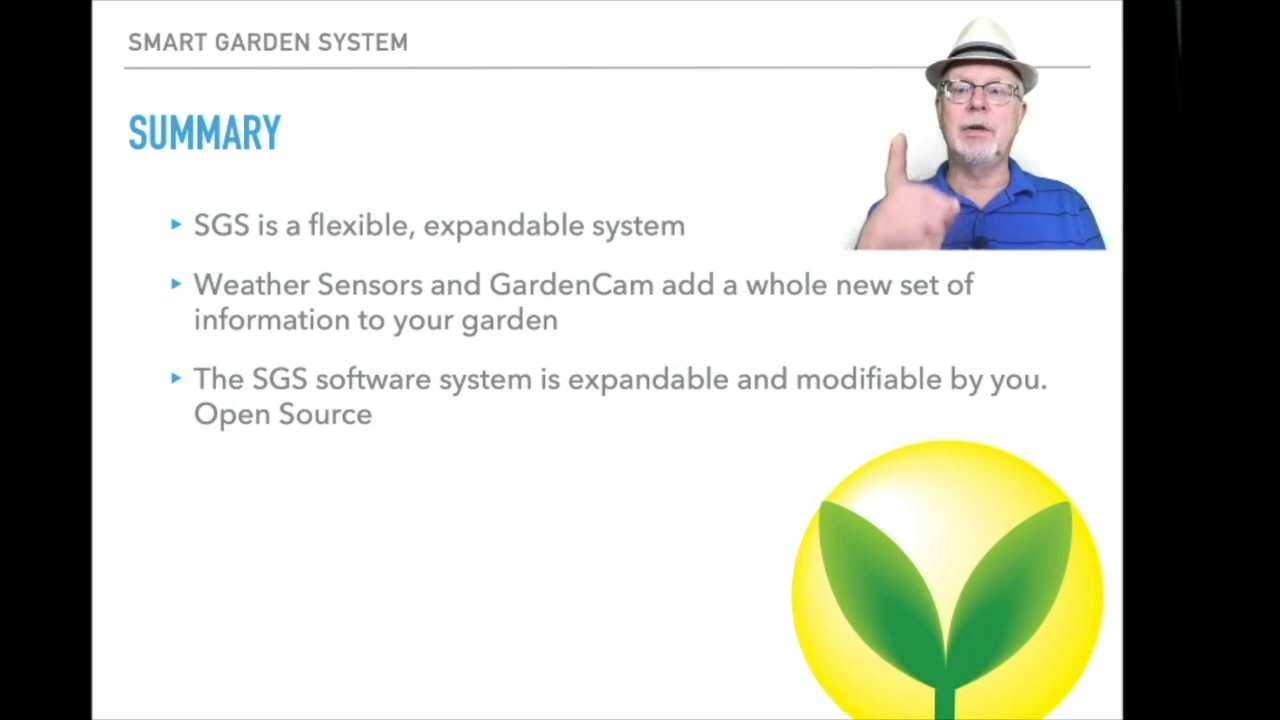 SMART GARDEN SYSTEM
SUMMARY
▸ SGS is a flexible, expandable system
▸ Weather Sensors and GardenCam add a whole new set of
information to your garden
▸ The SGS software system is expandable and modifiable by you.
Open Source